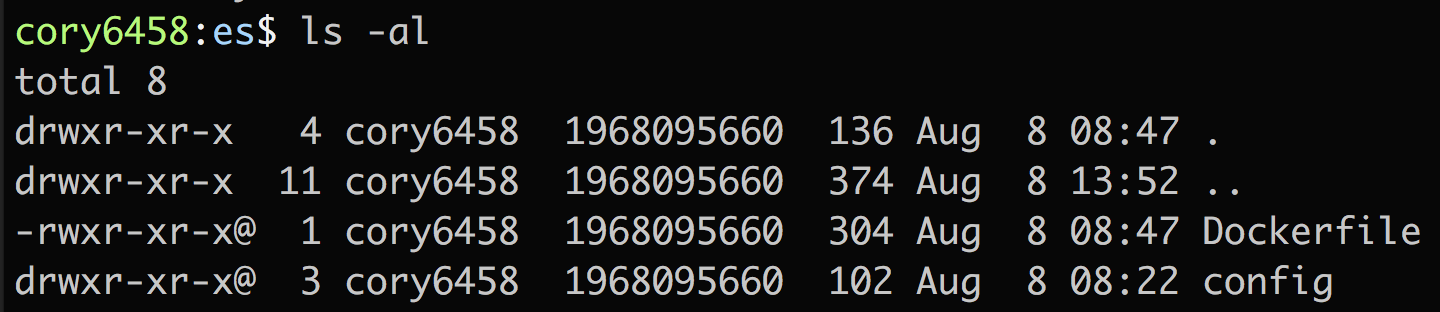 cory6458:es$ ls -al
total 8
drwxr-xr-x   4 cory6458  1968095660  136 Aug  8 08:47 .
drwxr-xr-x  11 cory6458  1968095660  374 Aug  8 13:52 ..
-rwxr-xr-x@  1 cory6458  1968095660  304 Aug  8 08:47 Dockerfile
drwxr-xr-x@  3 cory6458  1968095660  102 Aug  8 08:22 config